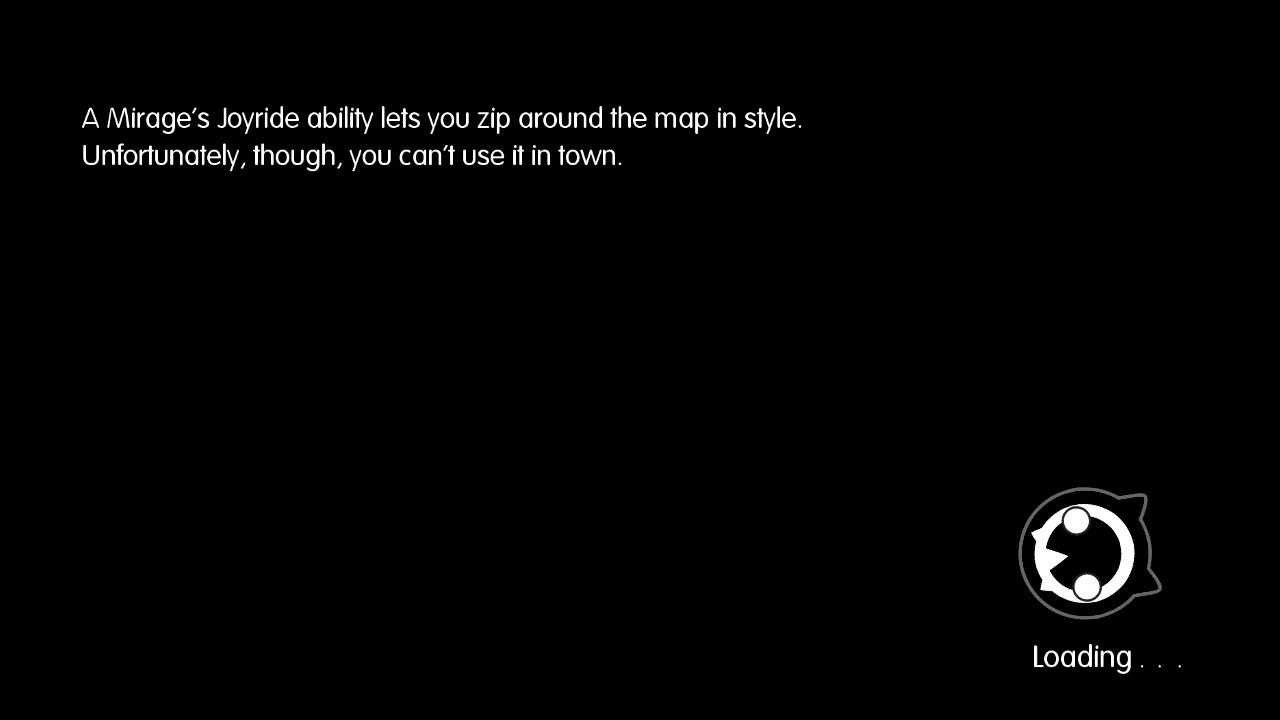 A Mirage's Joyride ability lets you zip around the map in style.
Unfortunately, though, you can't use it in town.
Loading . . .